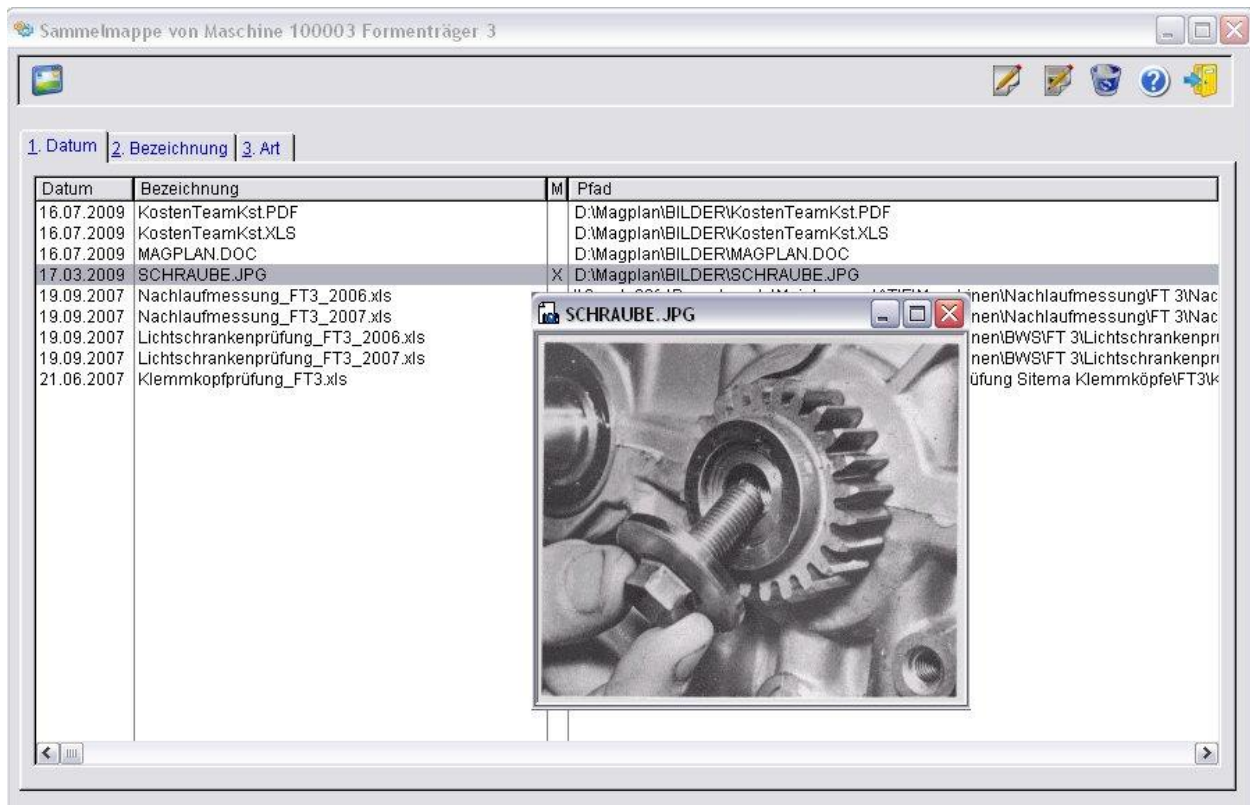 Sammelmappe von Maschine 100003 Formenträger 3
1. Datum 2. Bezeichnung 3. Art
Datum Bezeichnung M Pfad
16.07.2009 KostenTeamKst.PDF D:\Magplan\BILDER\KostenTeamKst.PDF
16.07.2009 KostenTeamKst.XLS D:\Magplan\BILDER\KostenTeamKst.XLS
16.07.2009 MAGPLAN.DOC D:\Magplan\BILDER\MAGPLAN.DOC
17.03.2009 SCHRAUBE.JPG X D:\Magplan\BILDER\SCHRAUBE.JPG
19.09.2007 Nachlaufmessung_FT3_2006.xls nen\Nachlaufmessung\FT 3\Nac
SCHRAUBE.JPG
19.09.2007 Nachlaufmessung_FT3_2007.xls nen\Nachlaufmessung\FT 3\Nac
19.09.2007 Lichtschrankenprüfung_FT3_2006.xls nen\BWS\FT 3\Lichtschrankenprü
19.09.2007 Lichtschrankenprüfung_FT3_2007.xls nen\BWS\FT 3\Lichtschrankenprü
21.06.2007 Klemmkopfprüfung_FT3.xls üfung Sitema Klemmköpfe\FT3\K